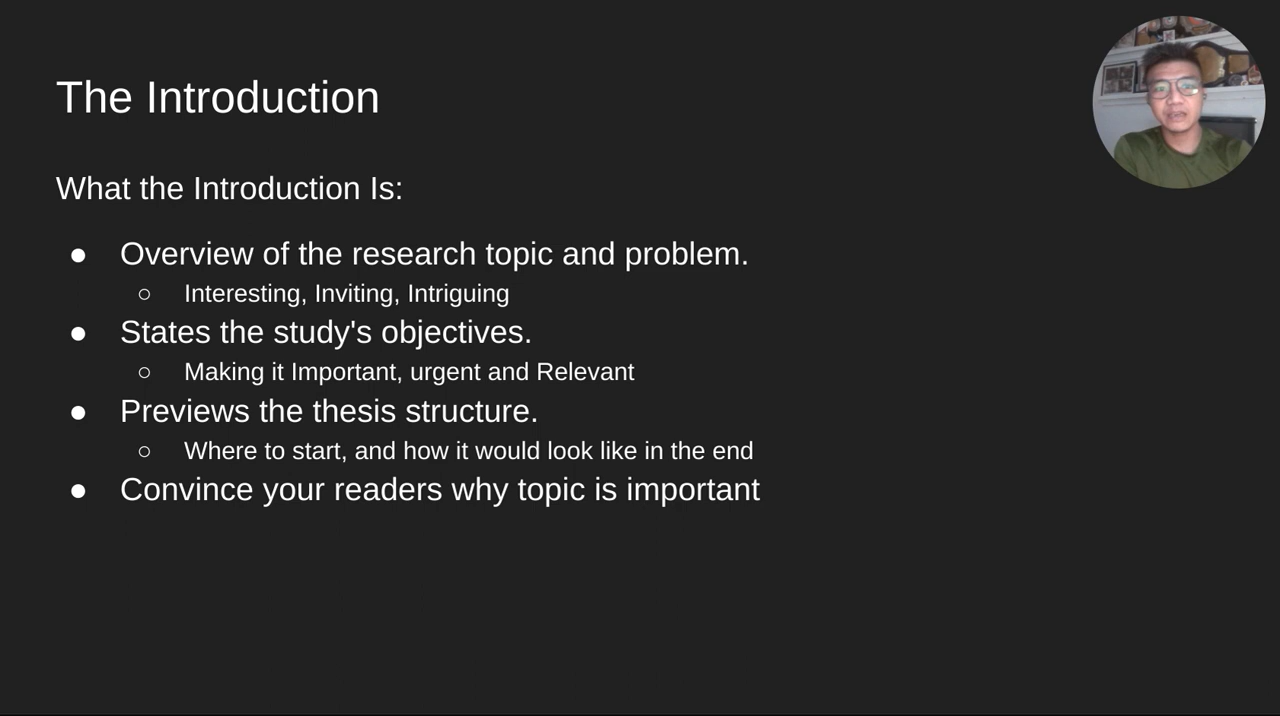 The Introduction
What the Introduction Is:
● Overview of the research topic and problem.
○ Interesting, Inviting, Intriguing
● States the study's objectives.
○ Making it Important, urgent and Relevant
● Previews the thesis structure.
○ Where to start, and how it would look like in the end
● Convince your readers why topic is important